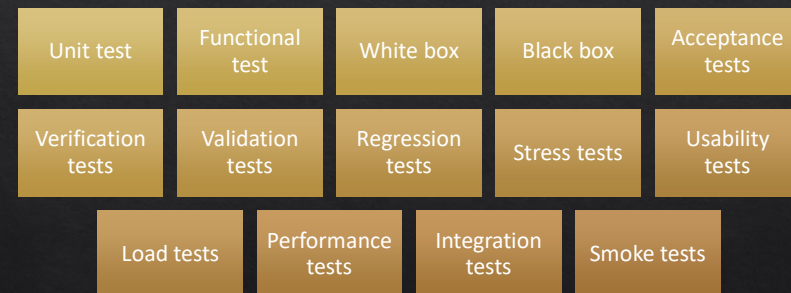 Unit test
Functional
test
White box
Black box
Acceptance
tests
Verification
tests
Validation
tests
Regression
tests
Stress tests
Usability
tests
Load tests
Performance
tests
Integration
tests
Smoke tests